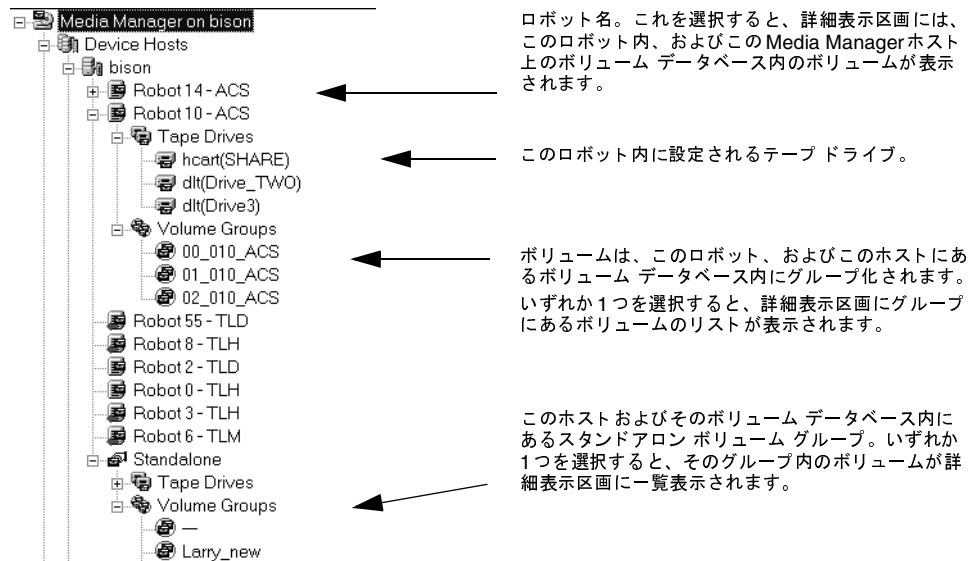 Media Manager on bison
Device Hosts
bison
Robot 14 - ACS
Robot 10 - ACS
Tape Drives
hcart(SHARE)
dlt(Drive_TWO)
dlt(Drive3)
Volume Groups
00_010_ACS
01_010_ACS
02_010_ACS
Robot 55 - TLD
Robot 8 - TLH
Robot 2 - TLD
Robot 0 - TLH
Robot 3 - TLH
Robot 6 - TLM
Standalone
Tape Drives
Volume Groups
—
Larry_new
ロボット名。これを選択すると、詳細表示区画には、
このロボット内、およびこの Media Manager ホスト
上のボリューム データベース内のボリュームが表示
されます。
このロボット内に設定されるテープ ドライブ。
ボリュームは、このロボット、およびこのホストにあ
るボリューム データベース内にグループ化されます。
いずれか 1 つを選択すると、詳細表示区画にグループ
にあるボリュームのリストが表示されます。
このホストおよびそのボリューム データベース内に
あるスタンドアロン ボリューム グループ。いずれか
1つを選択すると、そのグループ内のボリュームが詳
細表示区画に一覧表示されます。